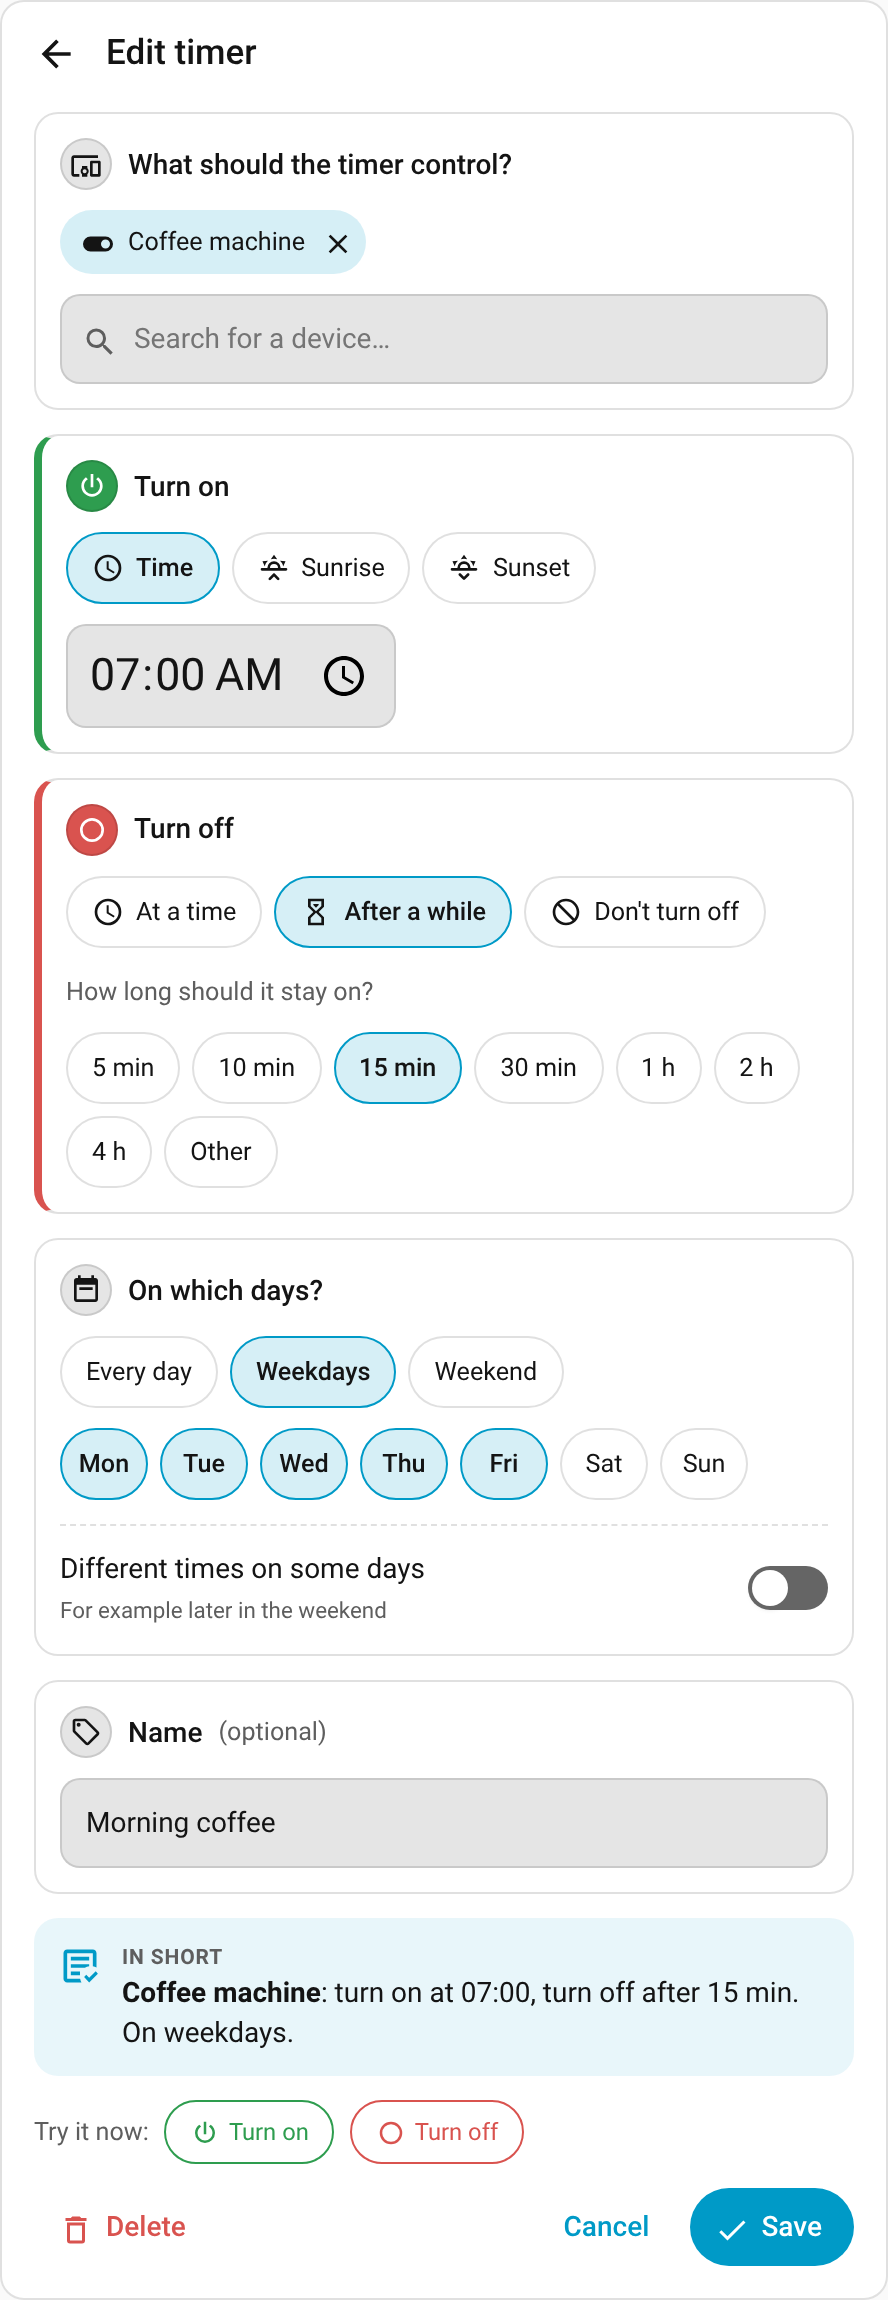 Edit timer
What should the timer control?
Coffee machine
Search for a device...
Turn on
Time Sunrise Sunset
07:00 AM
Turn off
At a time After a while Don't turn off
How long should it stay on?
5 min 10 min 15 min 30 min 1 h 2 h
4 h Other
On which days?
Every day Weekdays Weekend
Mon Tue Wed Thu Fri Sat Sun
Different times on some days
For example later in the weekend
Name (optional)
Morning coffee
IN SHORT
Coffee machine: turn on at 07:00, turn off after 15 min.
On weekdays.
Try it now: Turn on Turn off
Delete Cancel Save